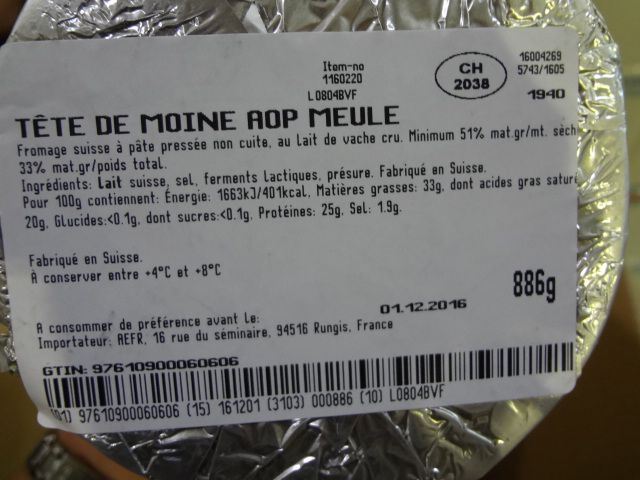 Item-no
1160220
L0804BVF
CH
2038
16004269
5743/1605
1940
TÊTE DE MOINE AOP MEULE
Fromage suisse à pâte pressée non cuite, au lait de vache cru. Minimum 51% mat.gr/mt. sèch
33% mat.gr/poids total.
Ingrédients: Lait suisse, sel, ferments lactiques, présure. Fabriqué en Suisse.
Pour 100g contiennent: Énergie: 1663kJ/401kcal, Matières grasses: 33g, dont acides gras saturé
20g, Glucides:<0.1g, dont sucres:<0.1g, Protéines: 25g, Sel: 1.9g.
Fabriqué en Suisse.
À conserver entre +4°C et +8°C
886g
01.12.2016
A consommer de préférence avant le:
Importateur: AEFR, 16 rue du séminaire, 94516 Rungis, France
GTIN: 97610900060606
(01) 97610900060606 (15) 161201 (3103) 000886 (10) L0804BVF